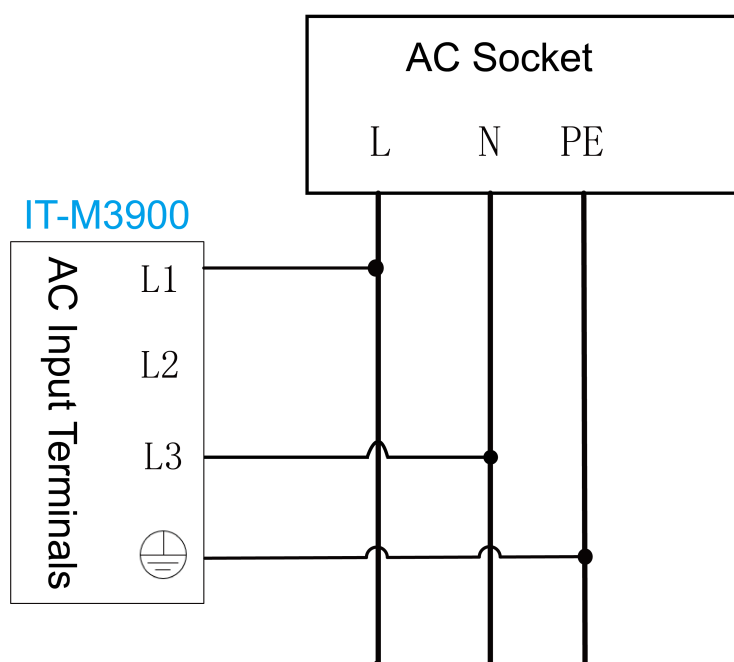 AC Socket
L N PE
IT-M3900
AC Input Terminals
L1
L2
L3